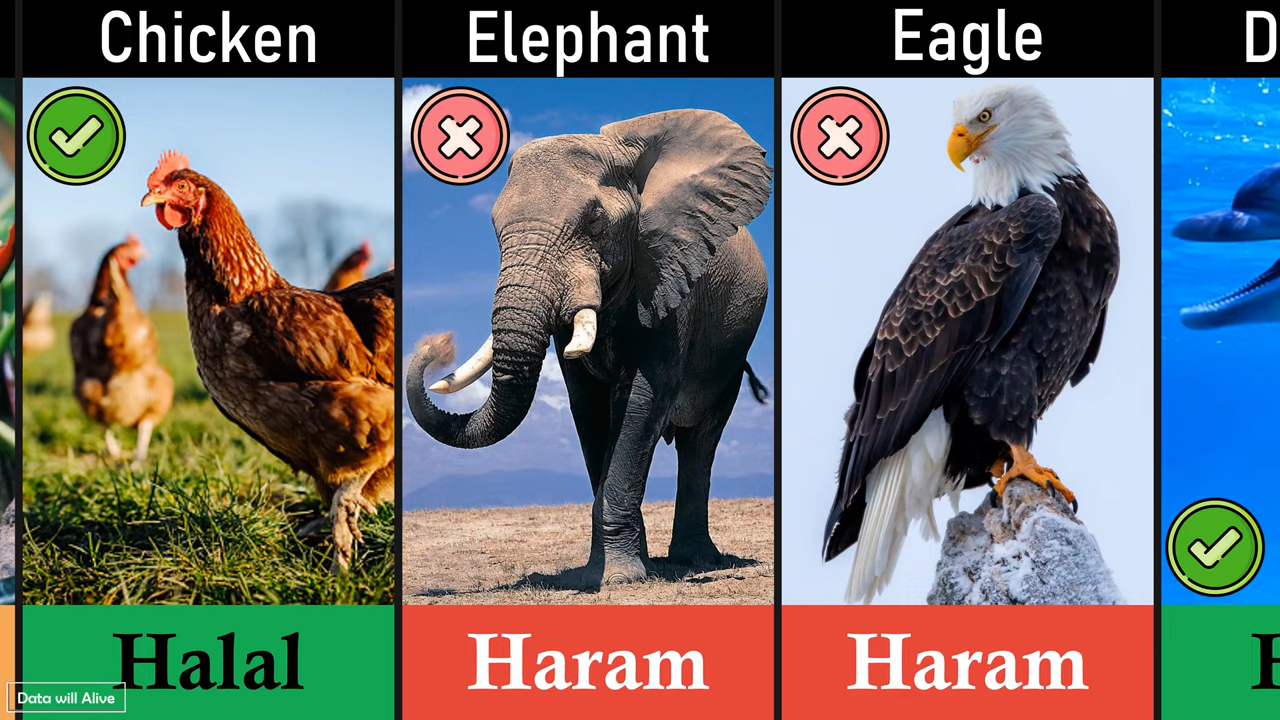 Chicken
Elephant
Eagle
D
Halal
Haram
Haram
Data will Alive